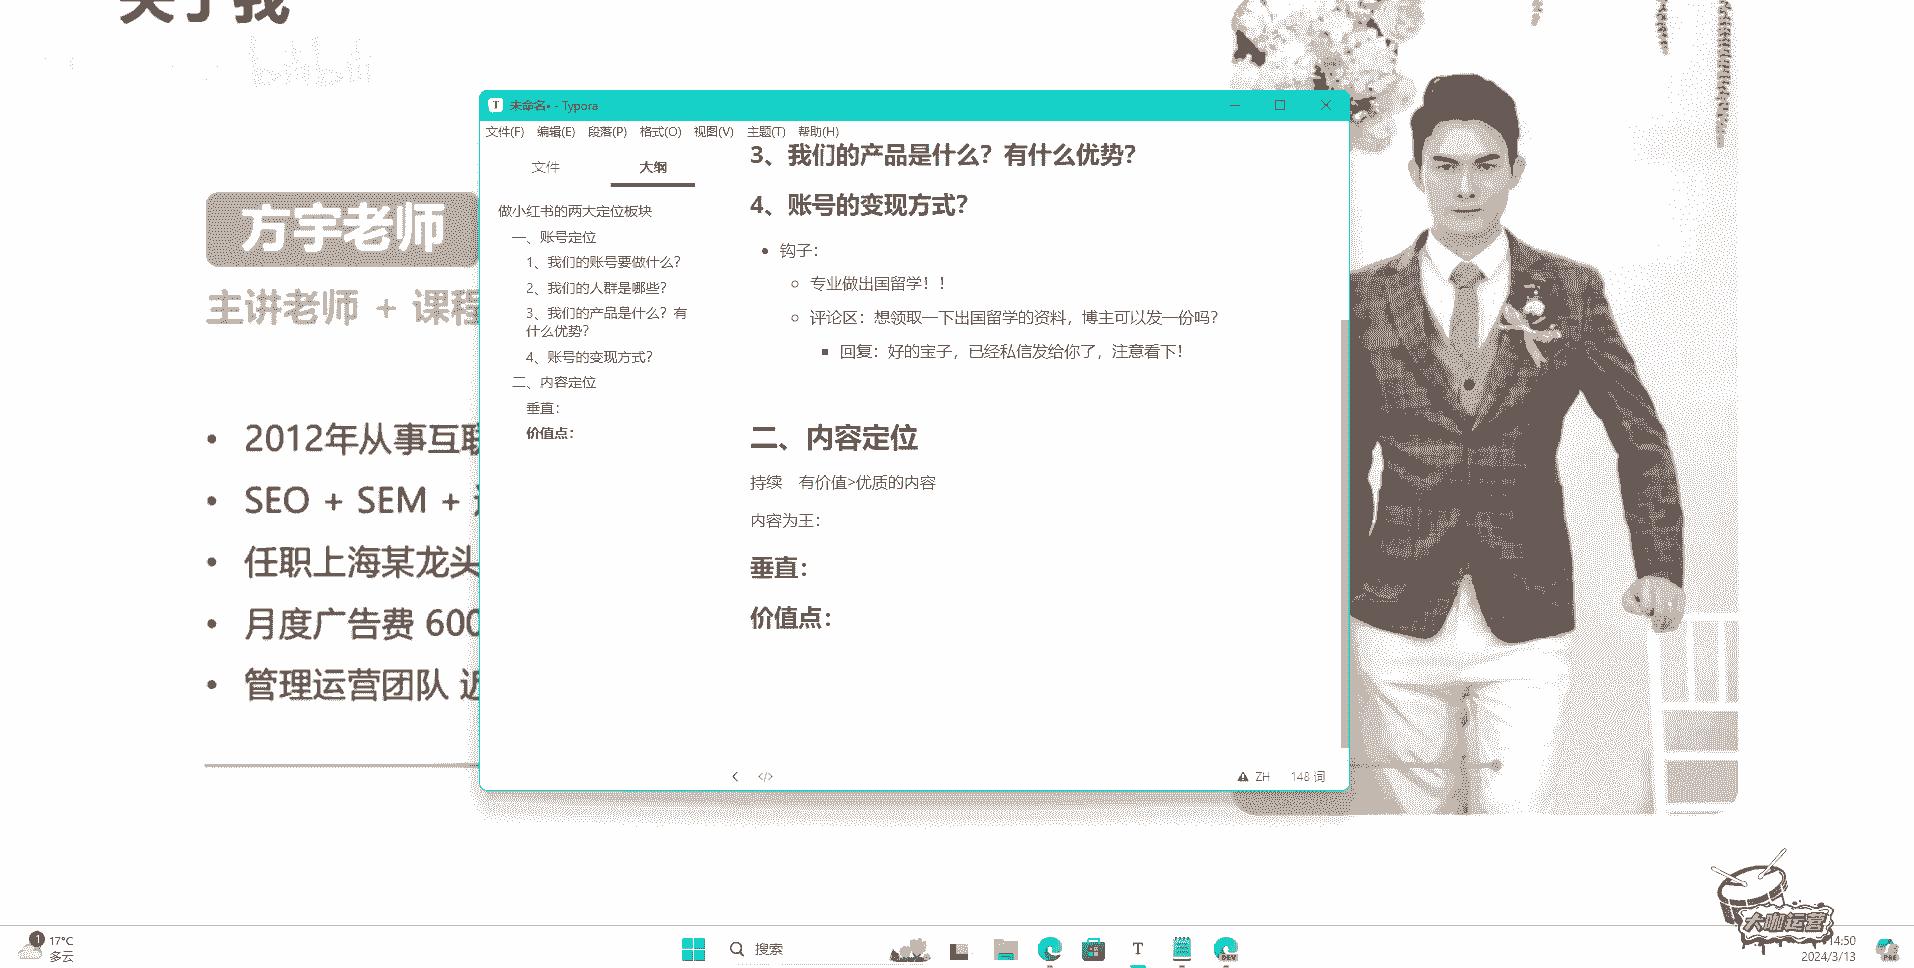 关于我
bilibili
未命名• - Typora
文件(F) 编辑(E) 段落(P) 格式(O) 视图(V) 主题(T) 帮助(H)
文件 大纲
做小红书的两大定位板块
一、账号定位
1、我们的账号要做什么？
2、我们的人群是哪些？
3、我们的产品是什么？有
什么优势？
4、账号的变现方式？
二、内容定位
垂直：
价值点：
3、我们的产品是什么？有什么优势？
4、账号的变现方式？
钩子：
专业做出国留学！！
评论区：想领取一下出国留学的资料，博主可以发一份吗？
回复：好的宝子，已经私信发给你了，注意看下！
二、内容定位
持续 有价值>优质的内容
内容为王：
垂直：
价值点：
ZH 148 词
方宇老师
主讲老师 + 课程
• 2012年从事互联
• SEO + SEM +
• 任职上海某龙头
• 月度广告费 600
• 管理运营团队 近
大咖运营
1 17°C
多云
搜索
DEV
14:50
2024/3/13
PRE